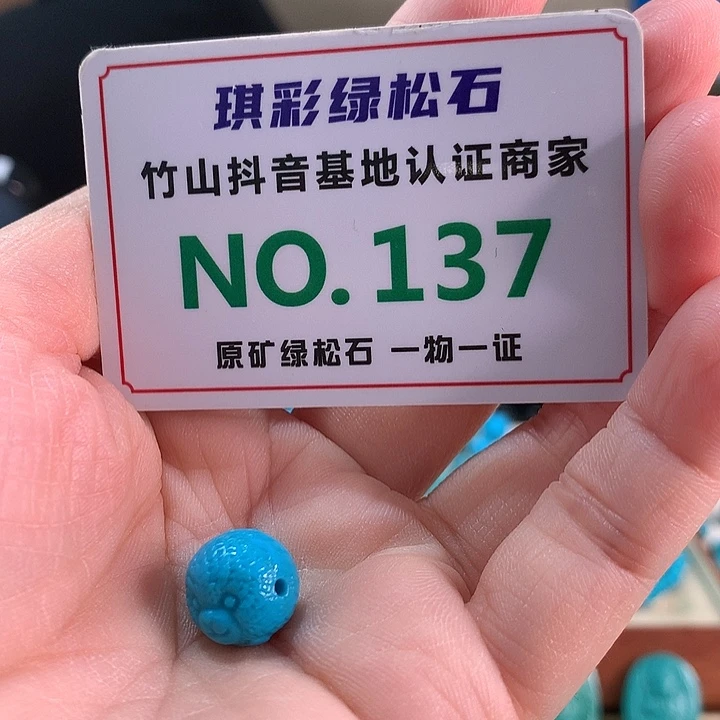 琪彩绿松石
竹山抖音基地认证商家
NO.137
原矿绿松石 一物一证